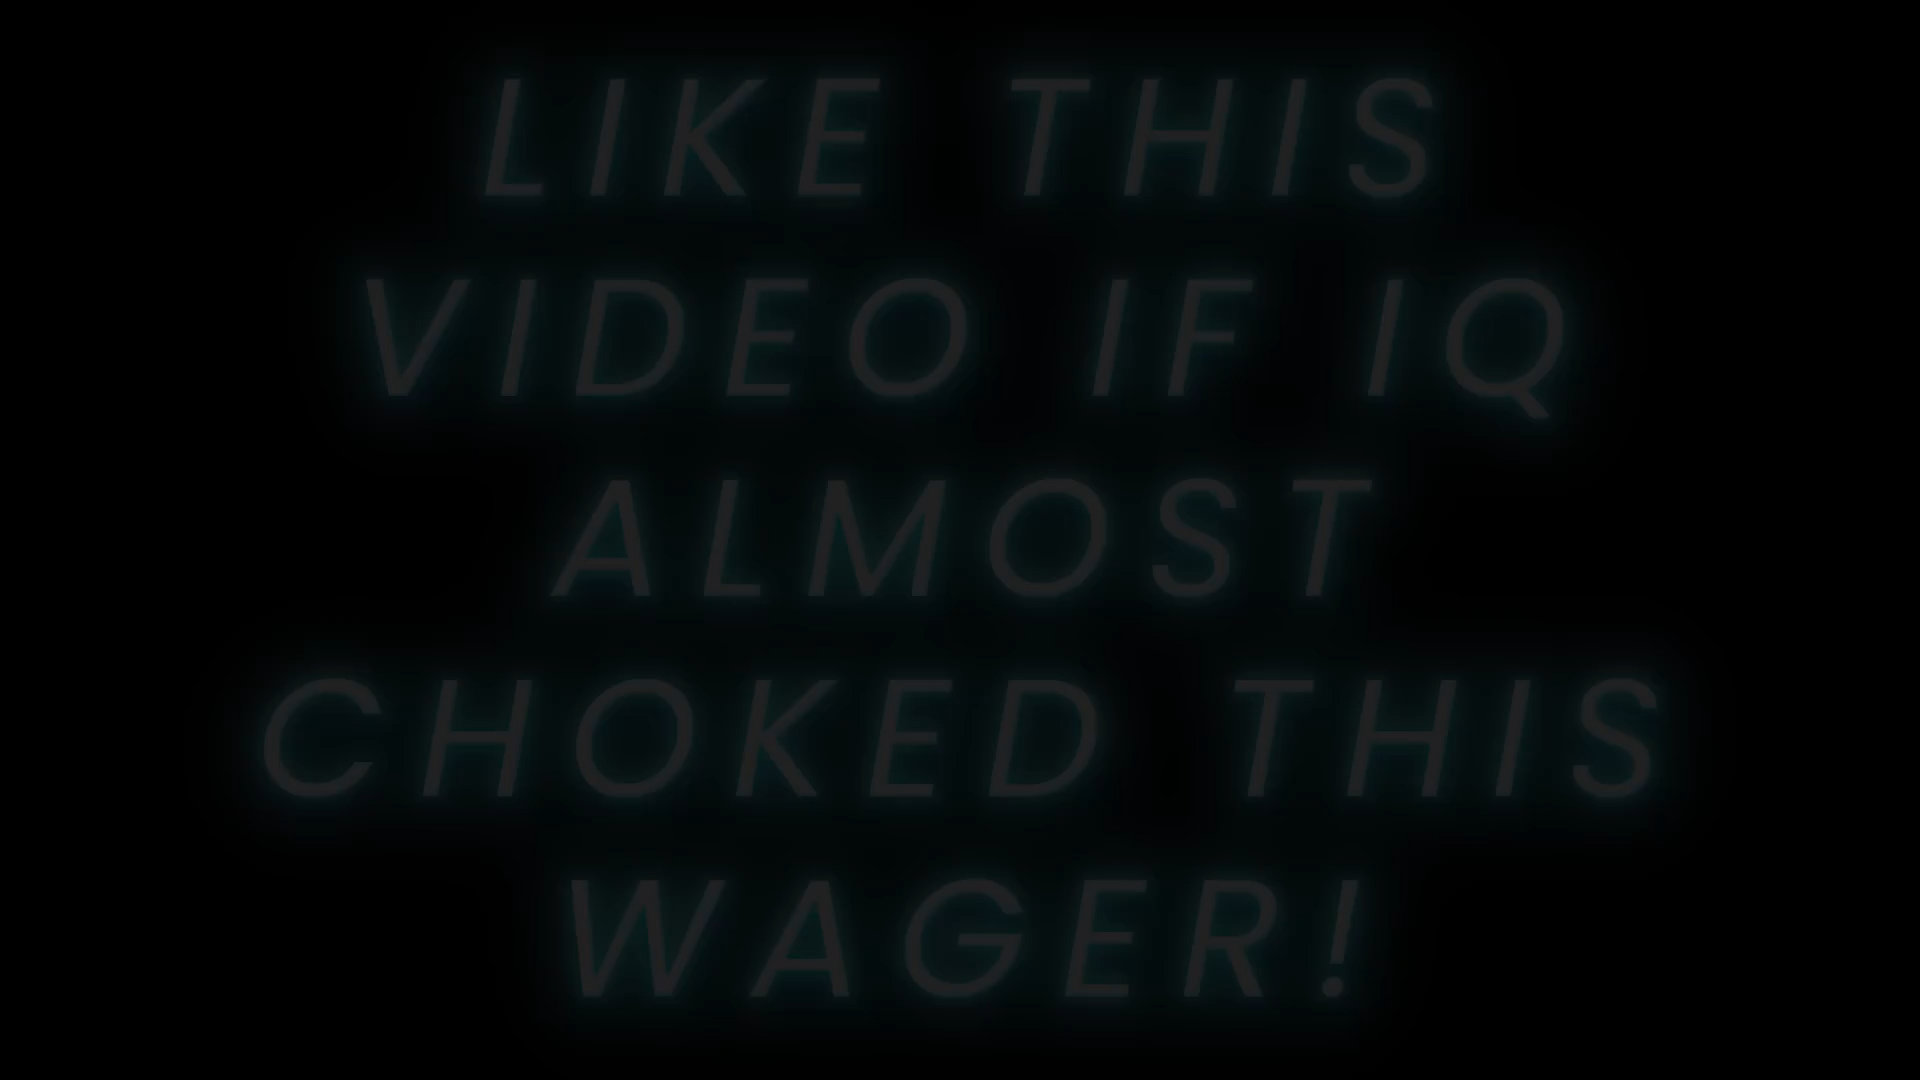 LIKE THIS
VIDEO IF IQ
ALMOST
CHOKED THIS
WAGER!